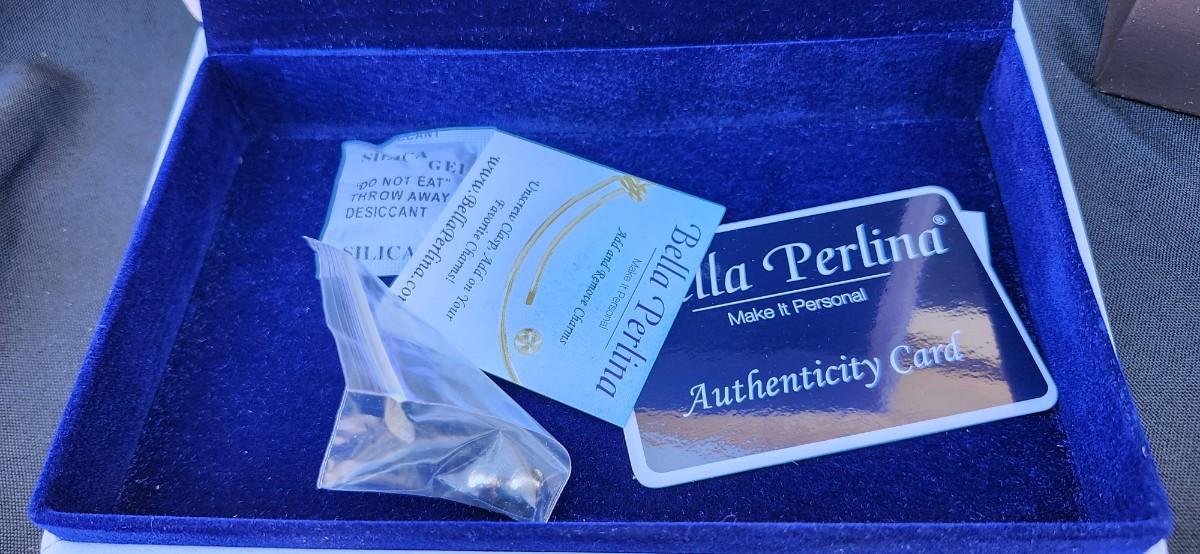 SILICA GEL
"DO NOT EAT"
THROW AWAY
DESICCANT
SILICA
www.BellaPerlina.co
Favorite Charms!
Unscrew Clasp, Add on Your
Add and Remove Charms
Make It Personal
Bella Perlina
lla Perlina®
Make It Personal
Authenticity Card